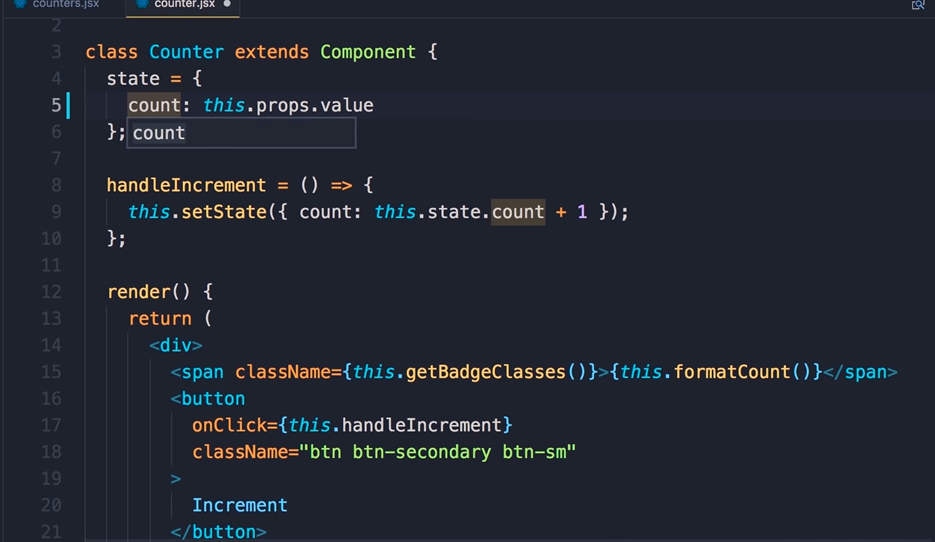 counters.jsx counter.jsx
2
3 class Counter extends Component {
4 state = {
5 count: this.props.value
6 }; count
7
8 handleIncrement = () => {
9 this.setState({ count: this.state.count + 1 });
10 };
11
12 render() {
13 return (
14 <div>
15 <span className={this.getBadgeClasses()}>{this.formatCount()}</span>
16 <button
17 onClick={this.handleIncrement}
18 className="btn btn-secondary btn-sm"
19 >
20 Increment
21 </button>